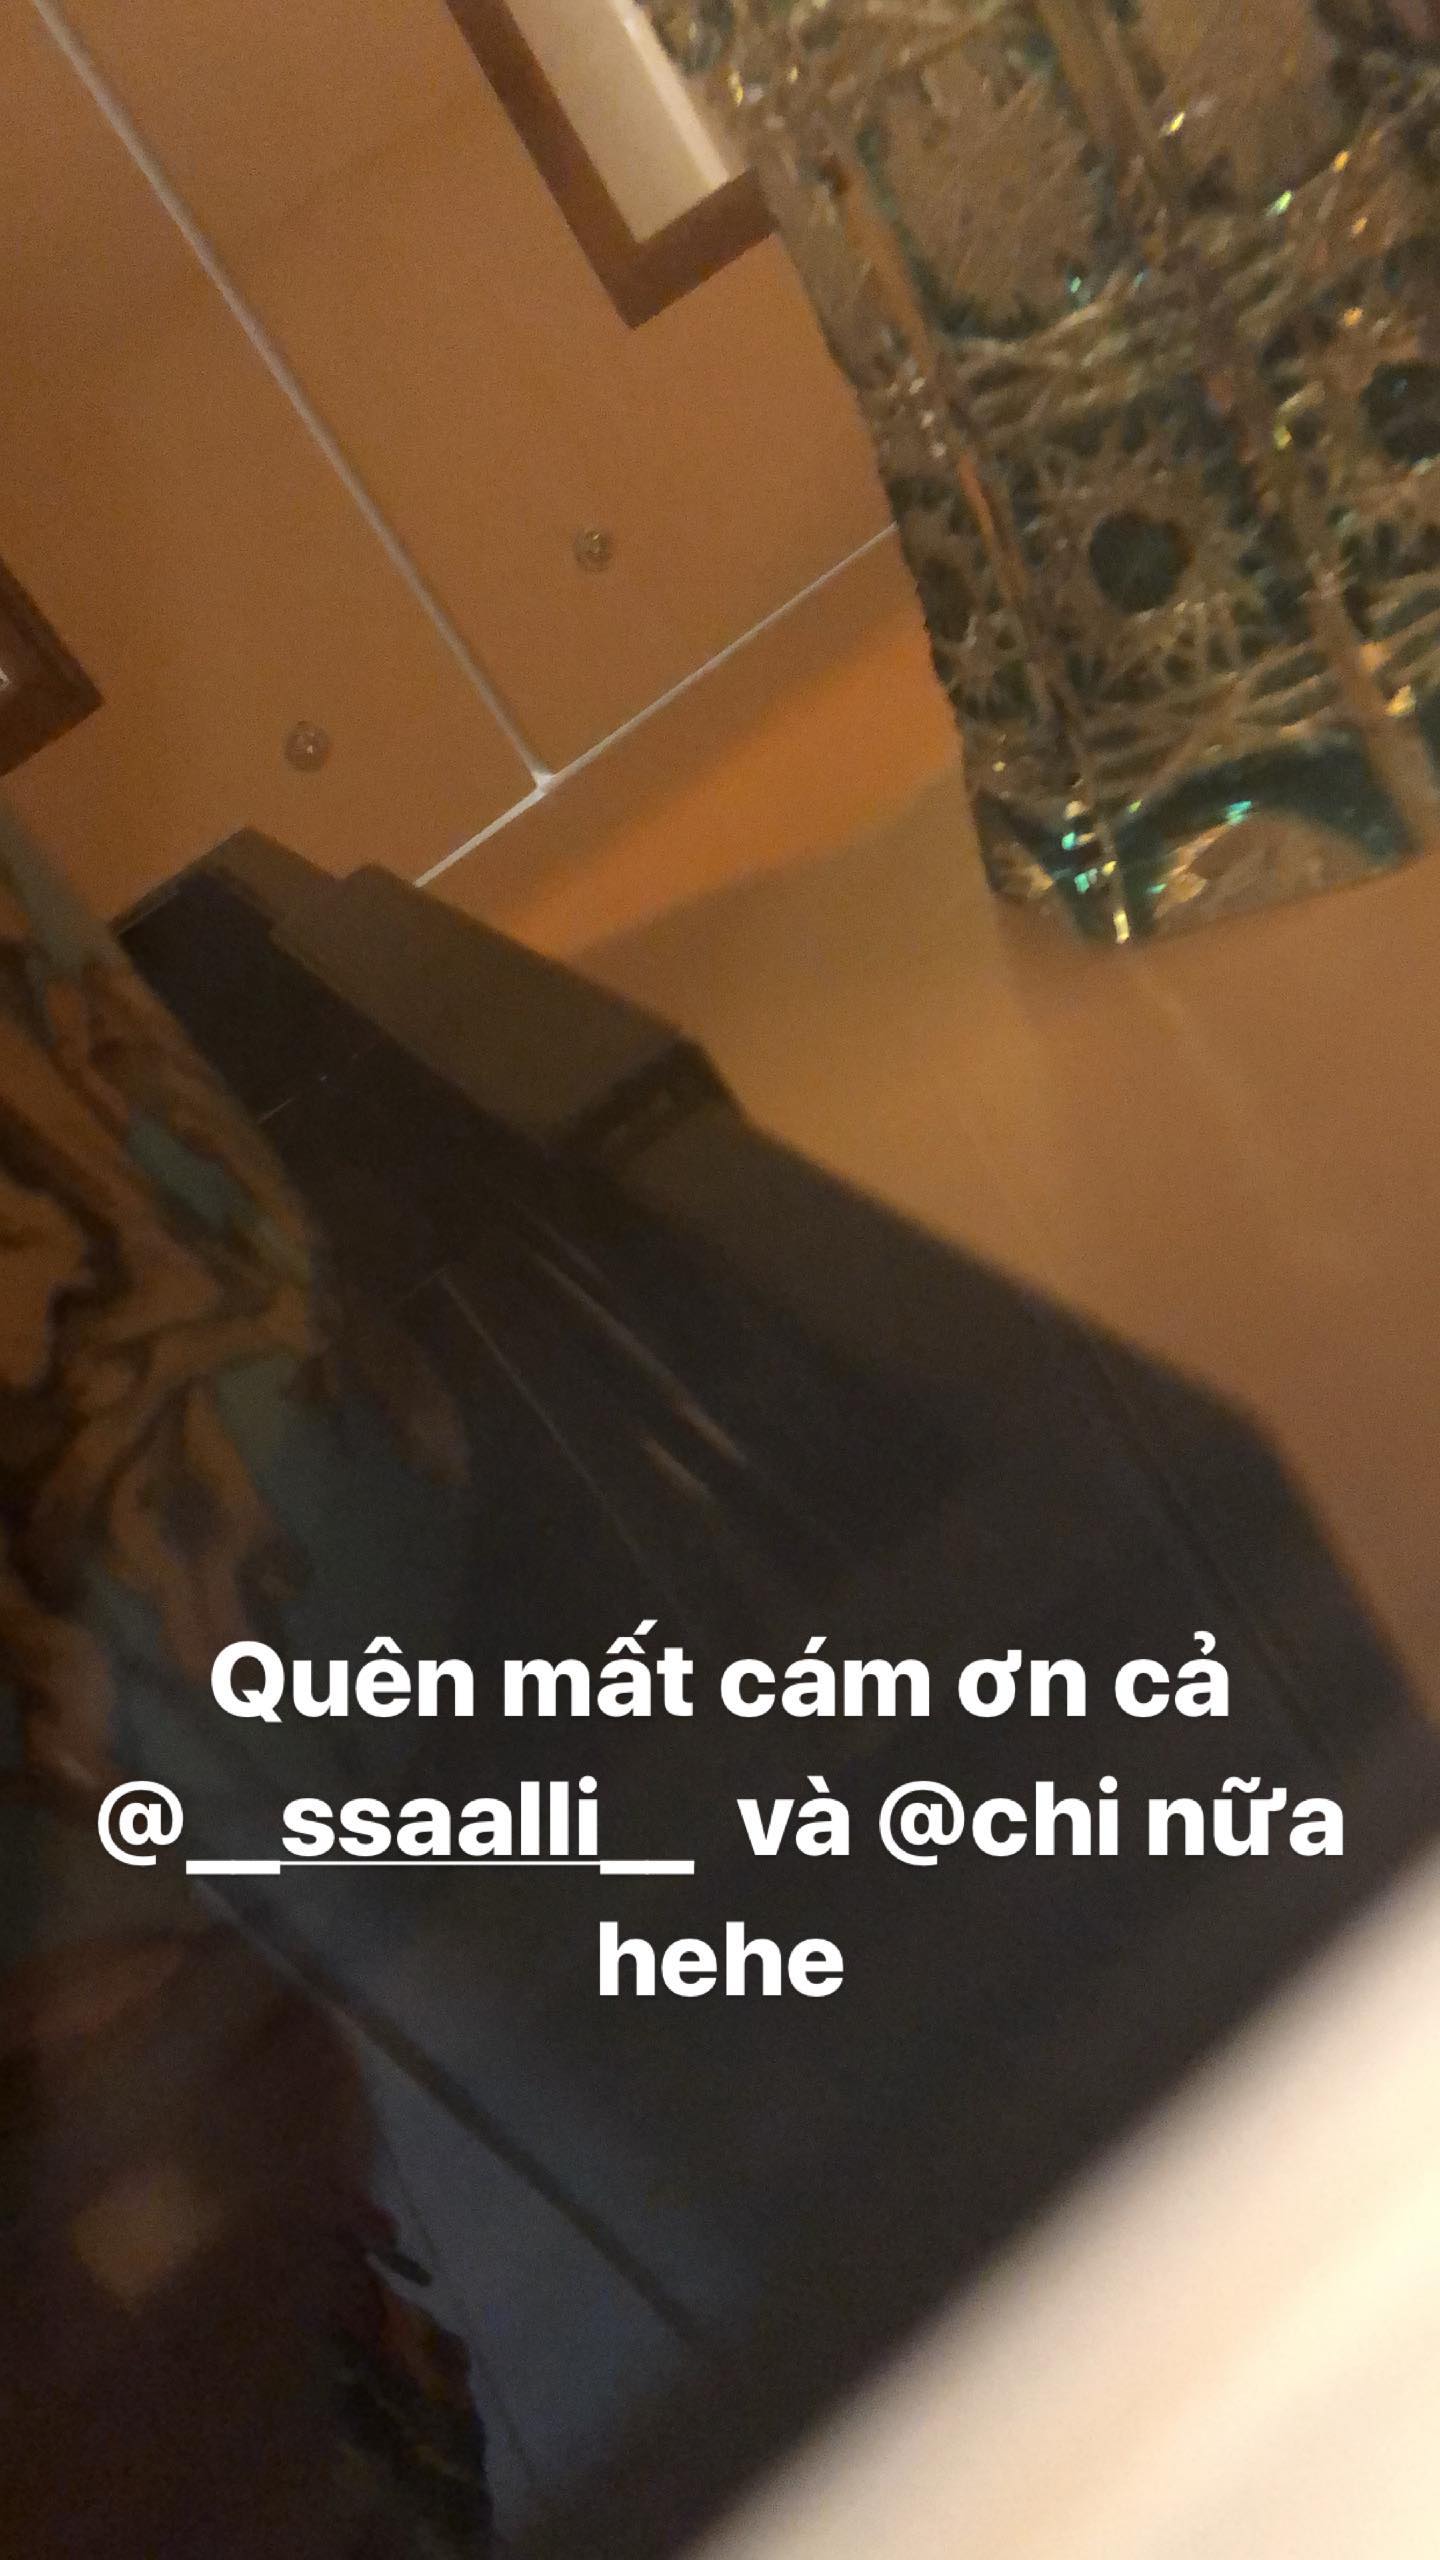 Quên mất cám ơn cả
@__ssaalli__ và @chi nữa
hehe